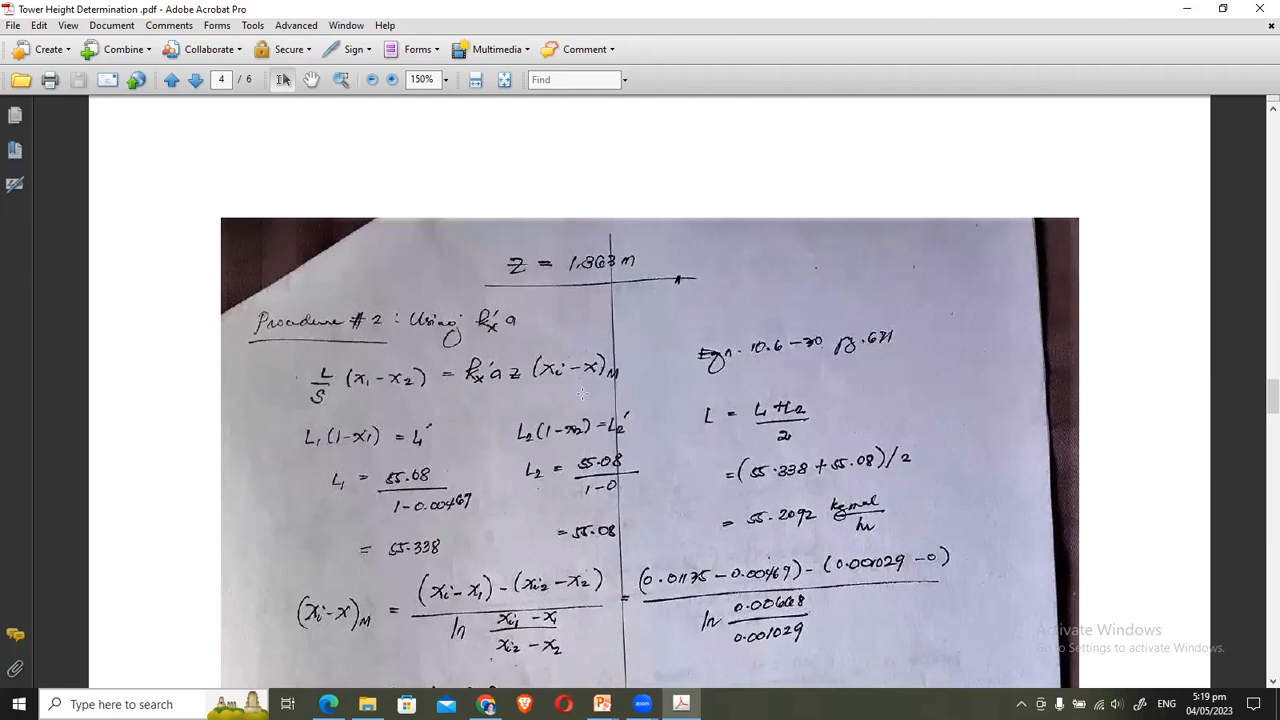 Tower Height Determination .pdf - Adobe Acrobat Pro
File Edit View Document Comments Forms Tools Advanced Window Help
Create Combine Collaborate Secure Sign Forms Multimedia Comment
4 / 6 150% Find
Z = 1.363 m
Procedure # 2 : Using kx'a
L/S (x1 - x2) = kx'a z (xi - x)M
Eqn. 10.6-30 pg. 671
L1(1-x1) = L1'
L2(1-x2) = L2'
L = (L1+L2)/2
L1 = 55.08/(1-0.00467)
L2 = 55.08/(1-0)
= (55.338 + 55.08)/2
= 55.338
= 55.08
= 55.2092 kgmol/hr
(xi - x)M = ((xi - x1) - (xi2 - x2)) / (ln (xi1 - x1)/(xi2 - x2)) = ((0.01135 - 0.00467) - (0.001029 - 0)) / (ln 0.00668/0.001029)
Activate Windows
Go to Settings to activate Windows.
Type here to search
ENG
5:19 pm
04/05/2023